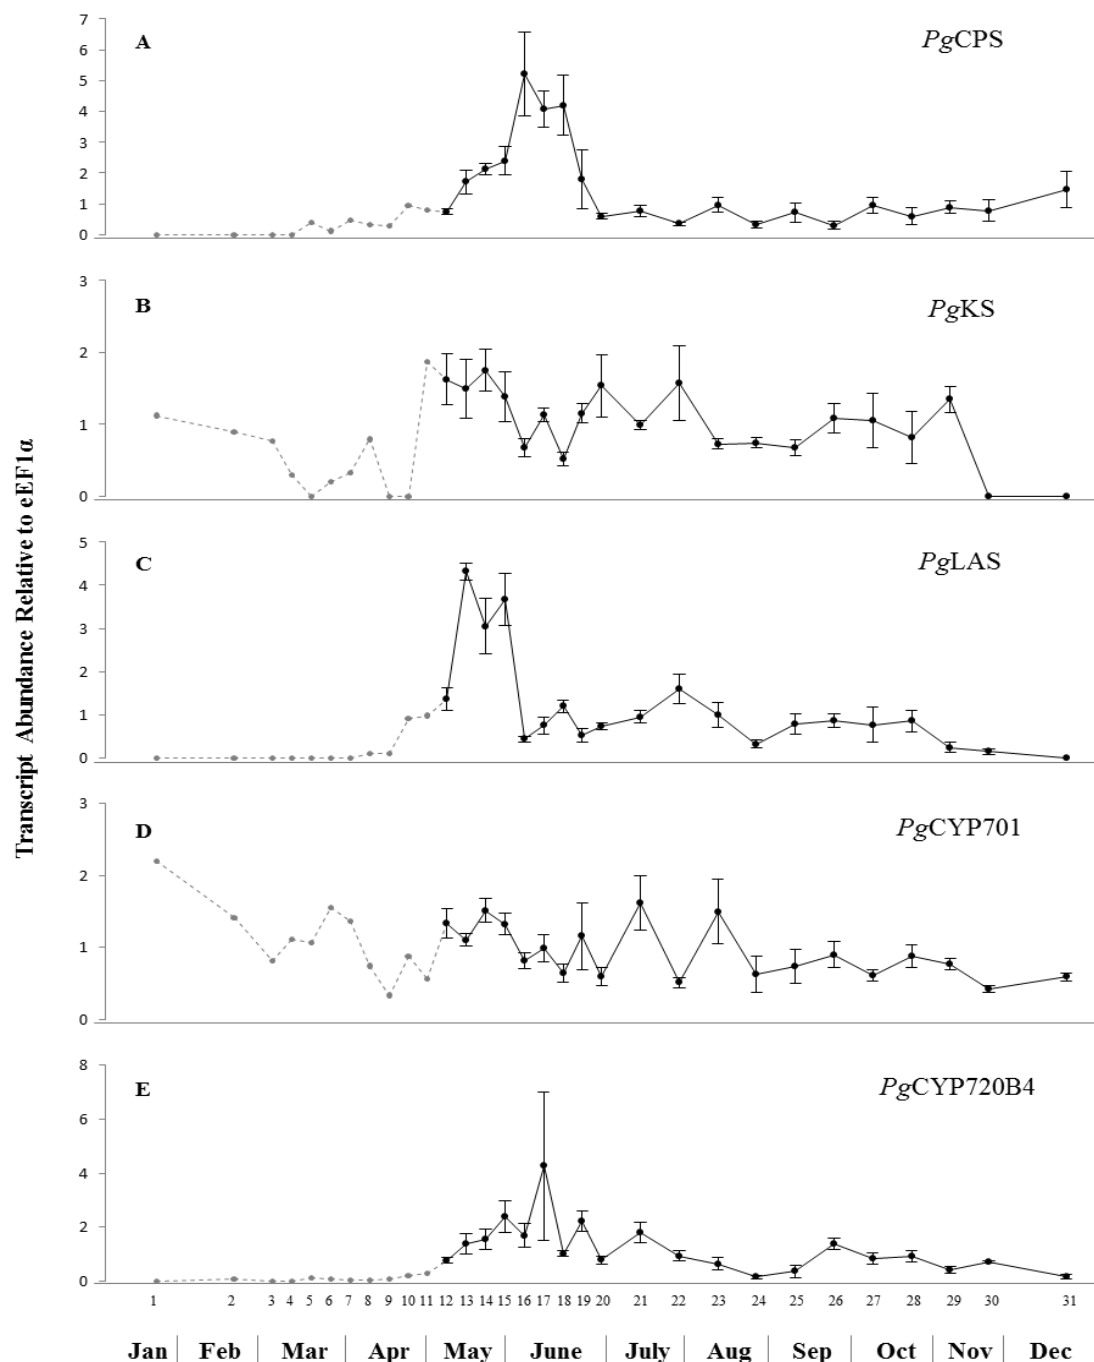 A
PgCPS
7
6
5
4
3
2
1
0
B
PgKS
3
2
1
0
C
PgLAS
5
4
3
2
1
0
D
PgCYP701
3
2
1
0
E
PgCYP720B4
8
6
4
2
0
Transcript Abundance Relative to eEF1α
1 2 3 4 5 6 7 8 9 10 11 12 13 14 15 16 17 18 19 20 21 22 23 24 25 26 27 28 29 30 31
Jan Feb Mar Apr May June July Aug Sep Oct Nov Dec